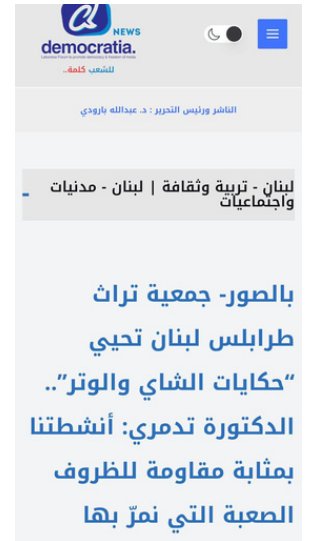 NEWS
democratia.
للشعب كلمة..
الناشر ورئيس التحرير : د. عبدالله بارودي
لبنان - تربية وثقافة | لبنان - مدنيات
واجتماعيات
بالصور- جمعية تراث
طرابلس لبنان تحيي
“حكايات الشاي والوتر”..
الدكتورة تدمري: أنشطتنا
بمثابة مقاومة للظروف
الصعبة التي نمرّ بها